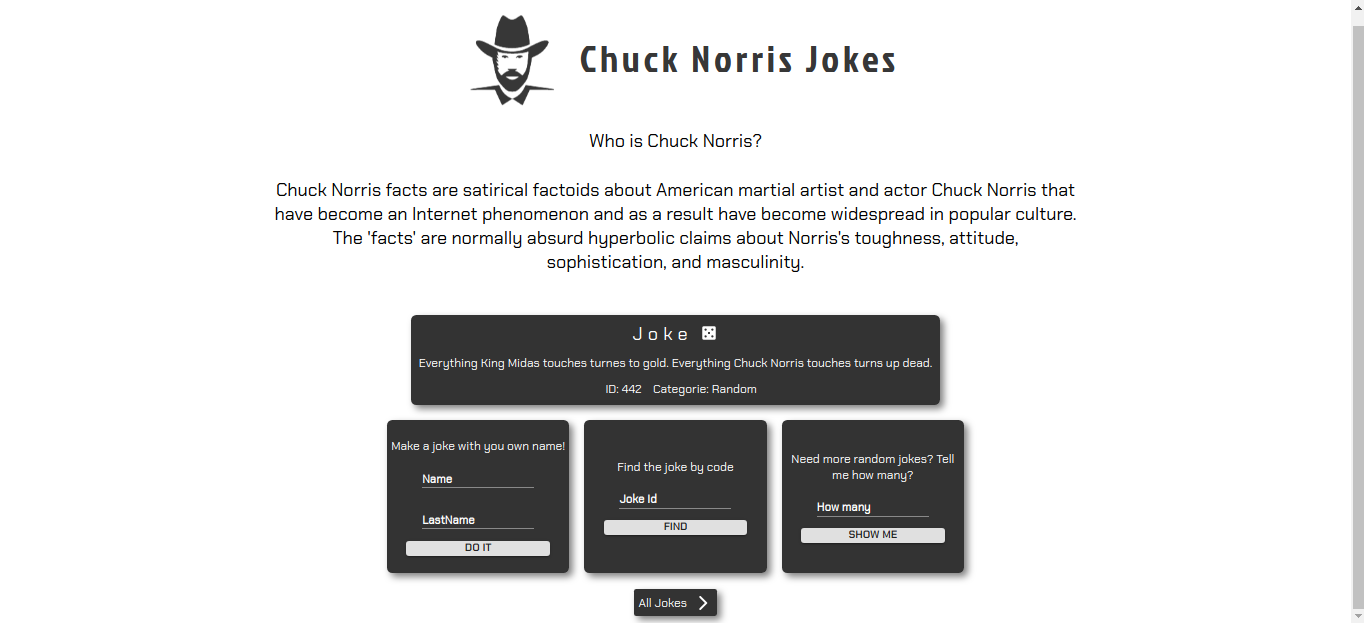 Chuck Norris Jokes
Who is Chuck Norris?
Chuck Norris facts are satirical factoids about American martial artist and actor Chuck Norris that
have become an Internet phenomenon and as a result have become widespread in popular culture.
The 'facts' are normally absurd hyperbolic claims about Norris's toughness, attitude,
sophistication, and masculinity.
Joke
Everything King Midas touches turnes to gold. Everything Chuck Norris touches turns up dead.
ID: 442 Categorie: Random
Make a joke with you own name!
Name
LastName
DO IT
Find the joke by code
Joke Id
FIND
Need more random jokes? Tell
me how many?
How many
SHOW ME
All Jokes